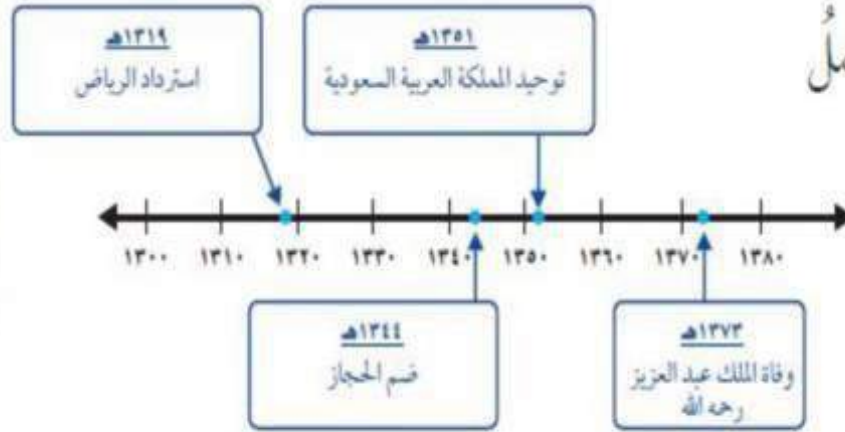 ١٣١٩هـ
استرداد الرياض
١٣٥١هـ
توحيد المملكة العربية السعودية
١٣٠٠ ١٣١٠ ١٣٢٠ ١٣٣٠ ١٣٤٠ ١٣٥٠ ١٣٦٠ ١٣٧٠ ١٣٨٠
١٣٤٤هـ
ضم الحجاز
١٣٧٣هـ
وفاة الملك عبد العزيز
رحمه الله